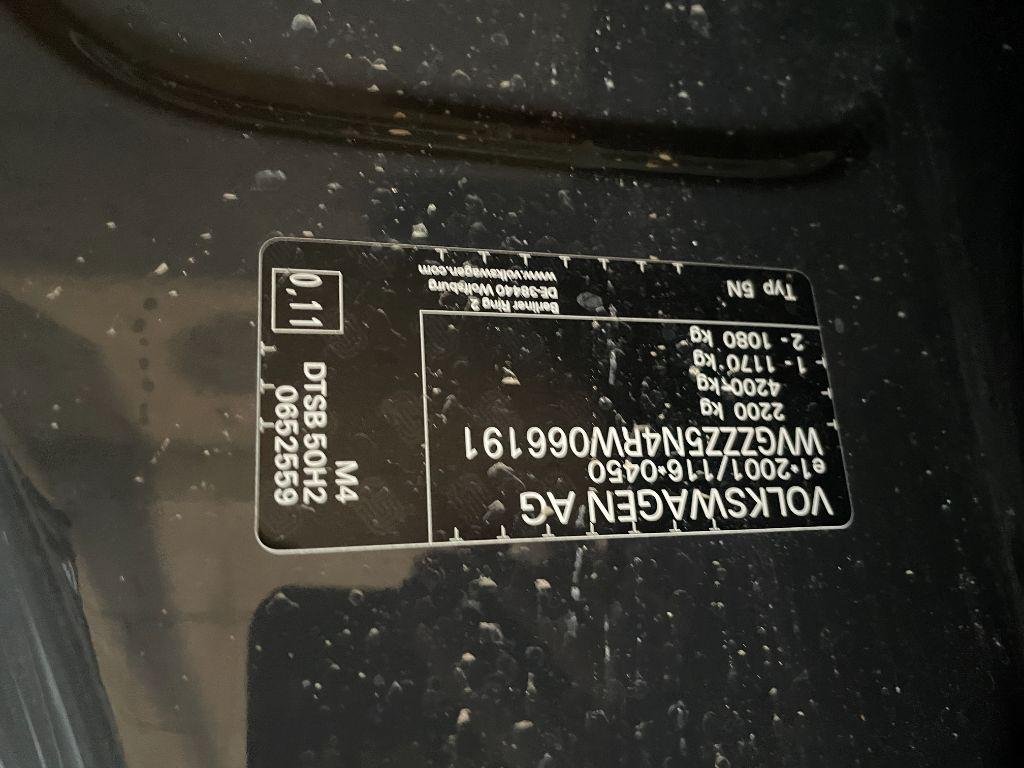 VOLKSWAGEN AG
e1*2001/116*0450
WVGZZZ5N4RW066191
2200 kg
4200 kg
1 - 1170 kg
2 - 1080 kg
Typ 5N
Berliner Ring 2
DE-38440 Wolfsburg
www.volkswagen.com
M4
DTSB 50H2
0652559
0,11